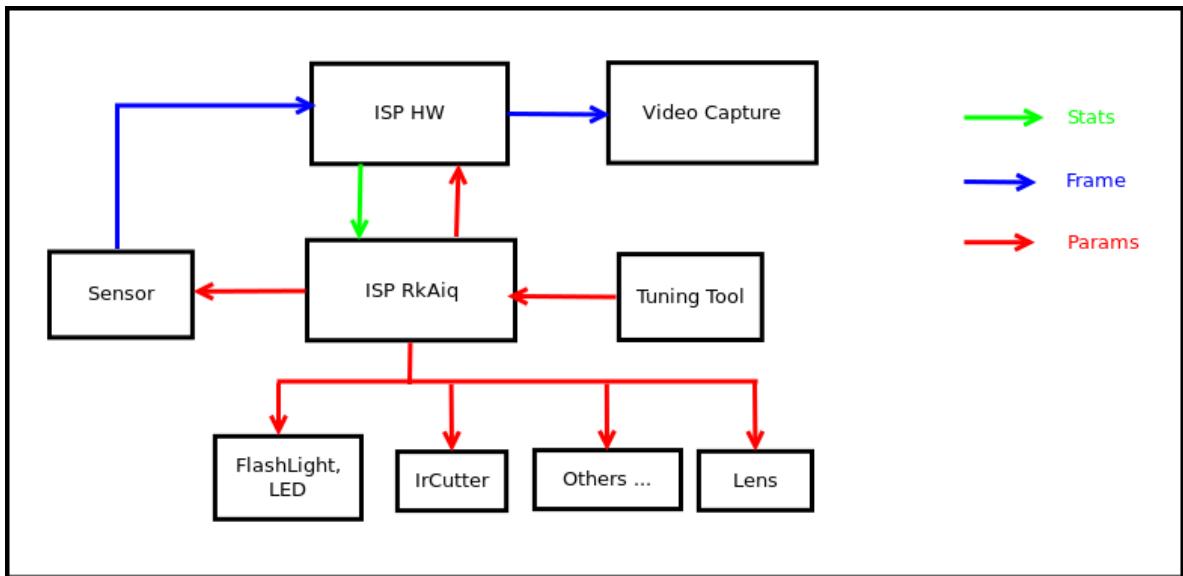 ISP HW
Video Capture
Stats
Frame
Params
Sensor
ISP RkAiq
Tuning Tool
FlashLight,
LED
IrCutter
Others ...
Lens